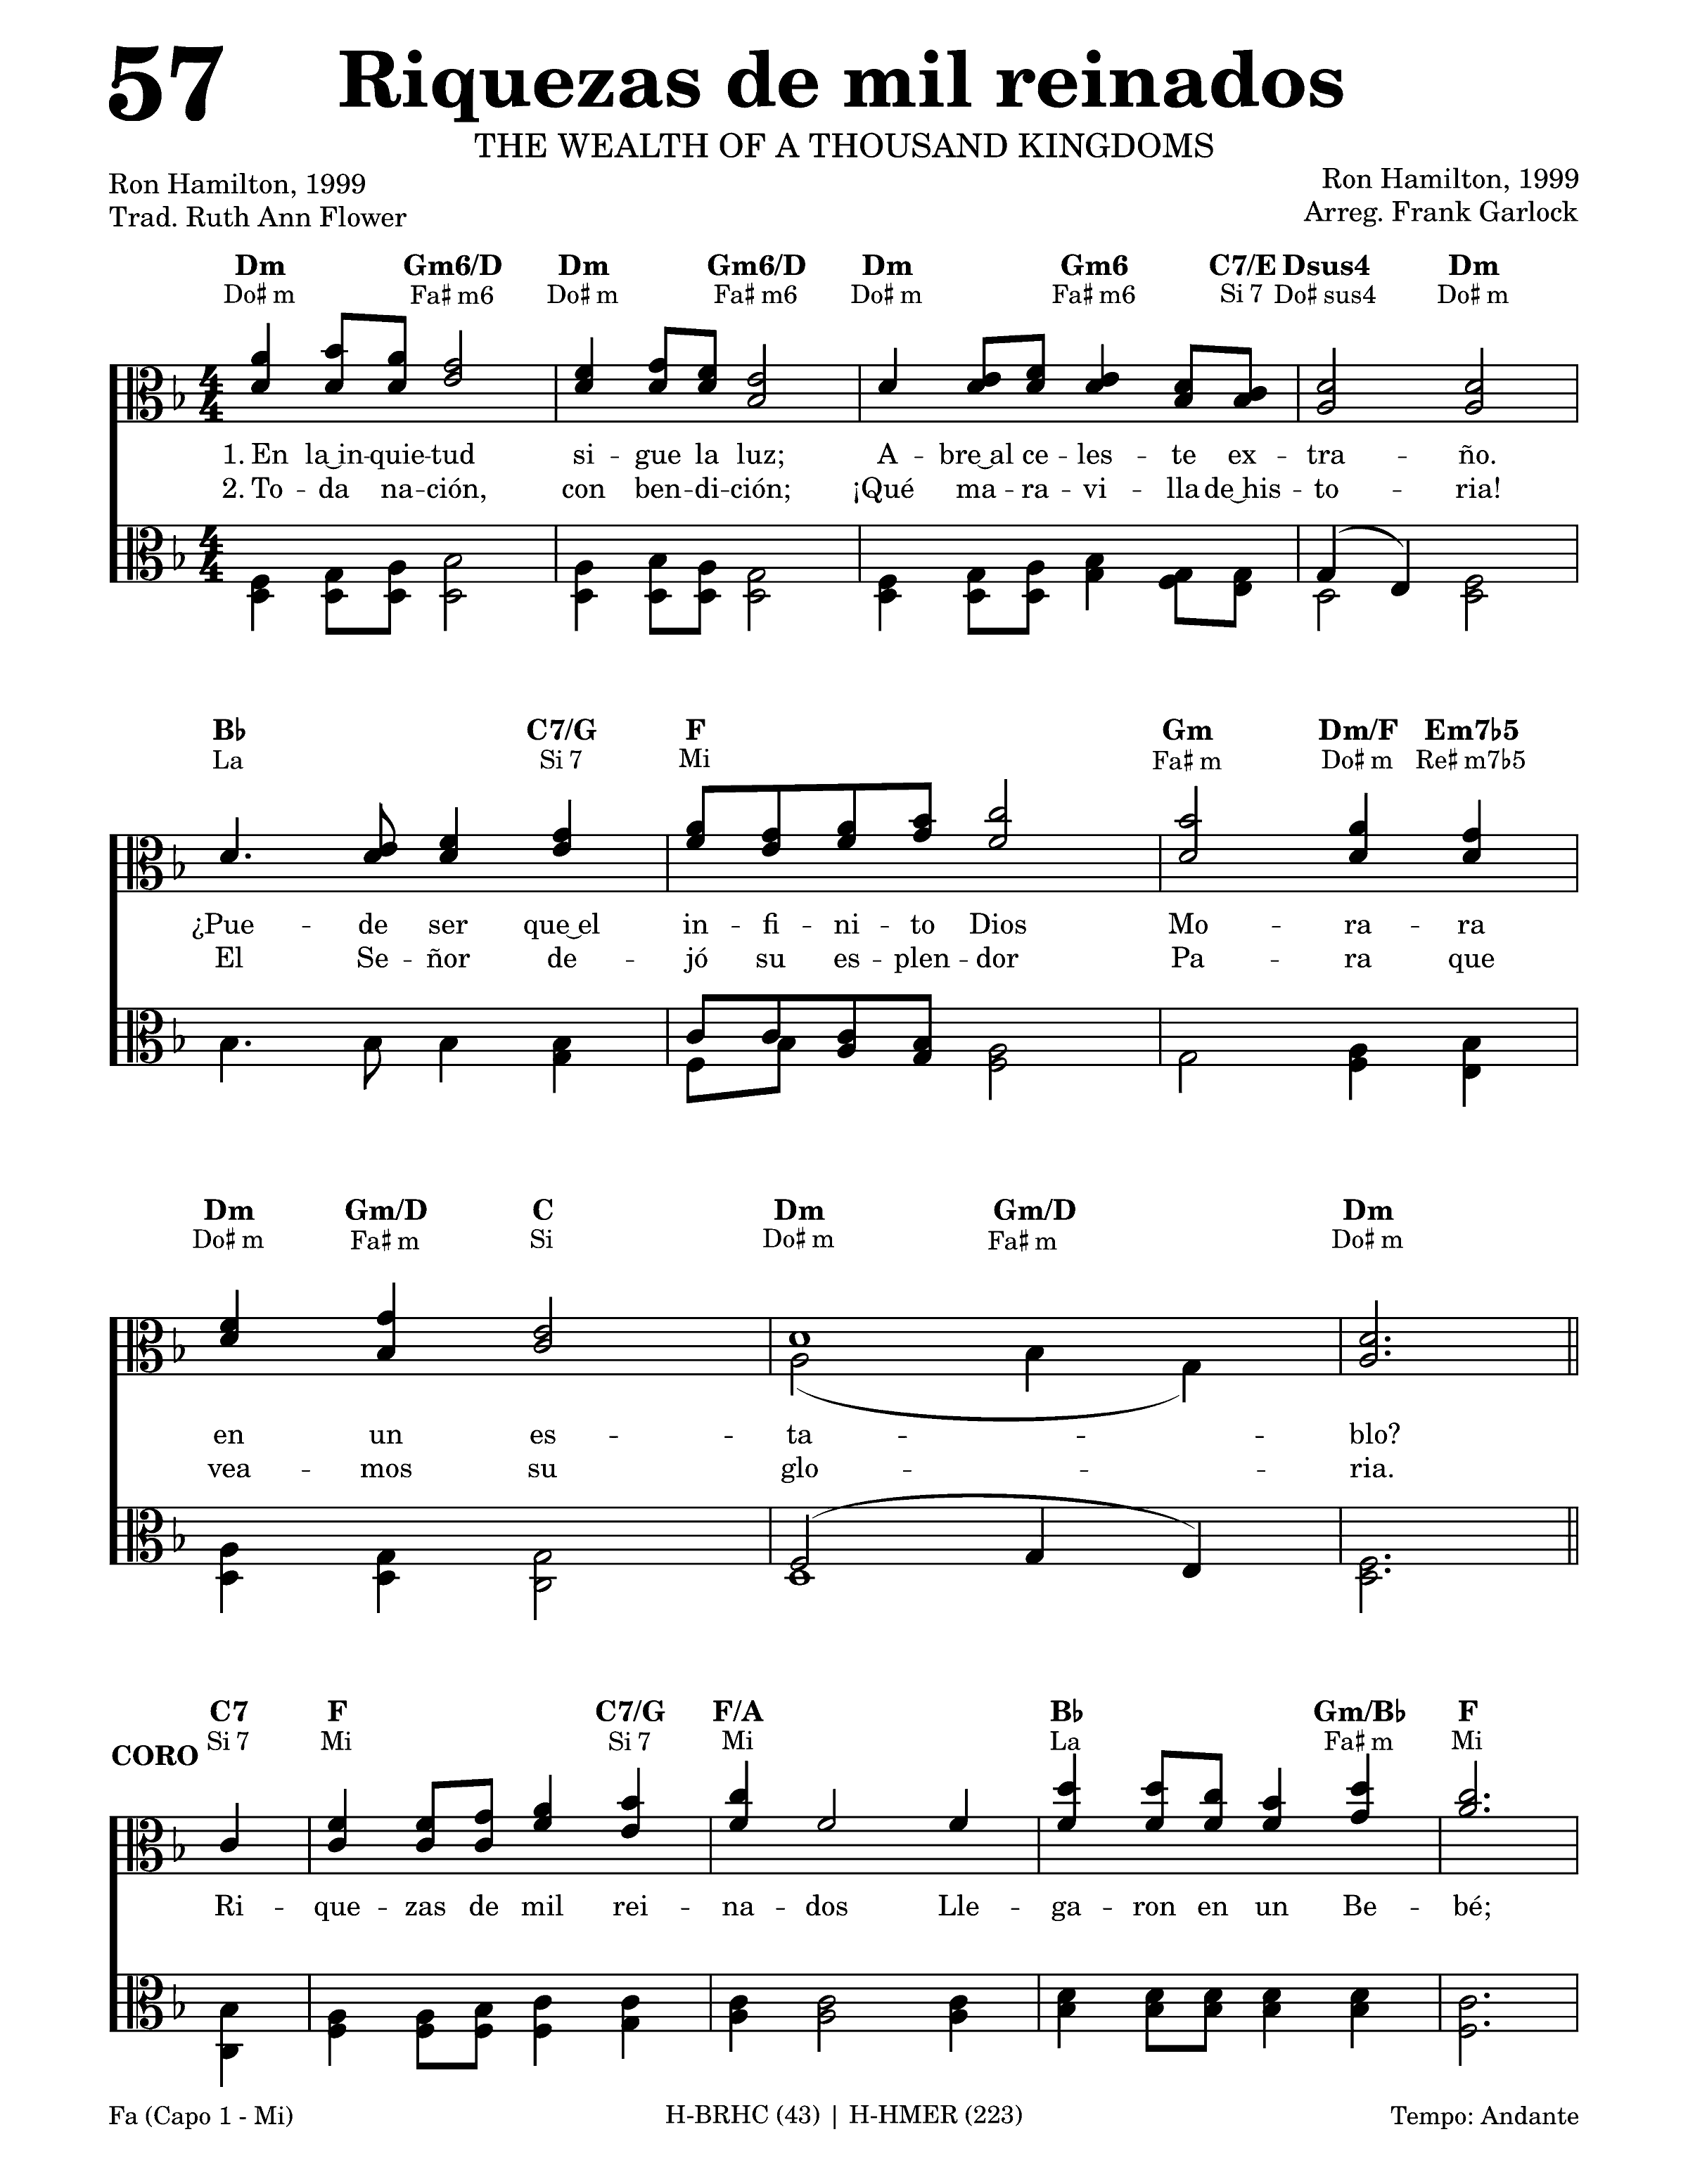 57 Riquezas de mil reinados
THE WEALTH OF A THOUSAND KINGDOMS
Ron Hamilton, 1999 Ron Hamilton, 1999
Trad. Ruth Ann Flower Arreg. Frank Garlock
Dm Gm6/D Dm Gm6/D Dm Gm6 C7/E Dsus4 Dm
Do♯m Fa♯m6 Do♯m Fa♯m6 Do♯m Fa♯m6 Si 7 Do♯sus4 Do♯m
1. En la‿in - quie - tud si - gue la luz; A - bre‿al ce - les - te ex - tra - ño.
2. To - da na - ción, con ben - di - ción; ¡Qué ma - ra - vi - lla de‿his - to - ria!
B♭ C7/G F Gm Dm/F Em7♭5
La Si 7 Mi Fa♯m Do♯m Re♯m7♭5
¿Pue - de ser que‿el in - fi - ni - to Dios Mo - ra - ra
El Se - ñor de - jó su es - plen - dor Pa - ra que
Dm Gm/D C Dm Gm/D Dm
Do♯m Fa♯m Si Do♯m Fa♯m Do♯m
en un es - ta - - blo?
vea - mos su glo - - ria.
C7 F C7/G F/A B♭ Gm/B♭ F
Si 7 Mi Si 7 Mi La Fa♯m Mi
CORO
Ri - que - zas de mil rei - na - dos Lle - ga - ron en un Be - bé;
Fa (Capo 1 - Mi) H-BRHC (43) | H-HMER (223) Tempo: Andante